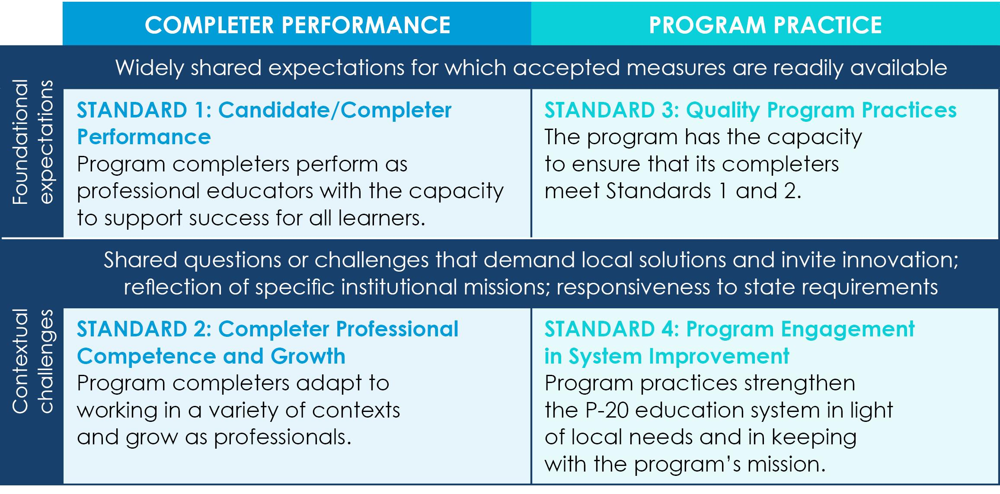 COMPLETER PERFORMANCE
PROGRAM PRACTICE
Foundational
expectations
Widely shared expectations for which accepted measures are readily available
STANDARD 1: Candidate/Completer
Performance
Program completers perform as
professional educators with the capacity
to support success for all learners.
STANDARD 3: Quality Program Practices
The program has the capacity
to ensure that its completers
meet Standards 1 and 2.
Contextual
challenges
Shared questions or challenges that demand local solutions and invite innovation;
reflection of specific institutional missions; responsiveness to state requirements
STANDARD 2: Completer Professional
Competence and Growth
Program completers adapt to
working in a variety of contexts
and grow as professionals.
STANDARD 4: Program Engagement
in System Improvement
Program practices strengthen
the P-20 education system in light
of local needs and in keeping
with the program’s mission.